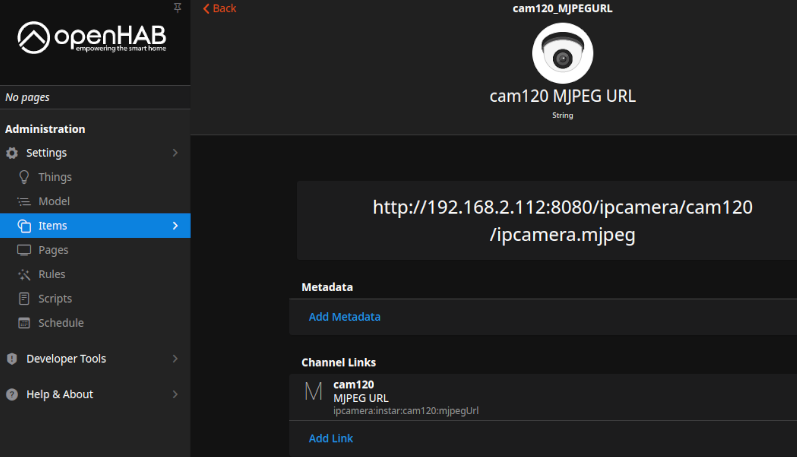 openHAB
empowering the smart home
No pages
Administration
Settings
Things
Model
Items
Pages
Rules
Scripts
Schedule
Developer Tools
Help & About
Back
cam120_MJPEGURL
cam120 MJPEG URL
String
http://192.168.2.112:8080/ipcamera/cam120
/ipcamera.mjpeg
Metadata
Add Metadata
Channel Links
M
cam120
MJPEG URL
ipcamera:instar:cam120:mjpegUrl
Add Link